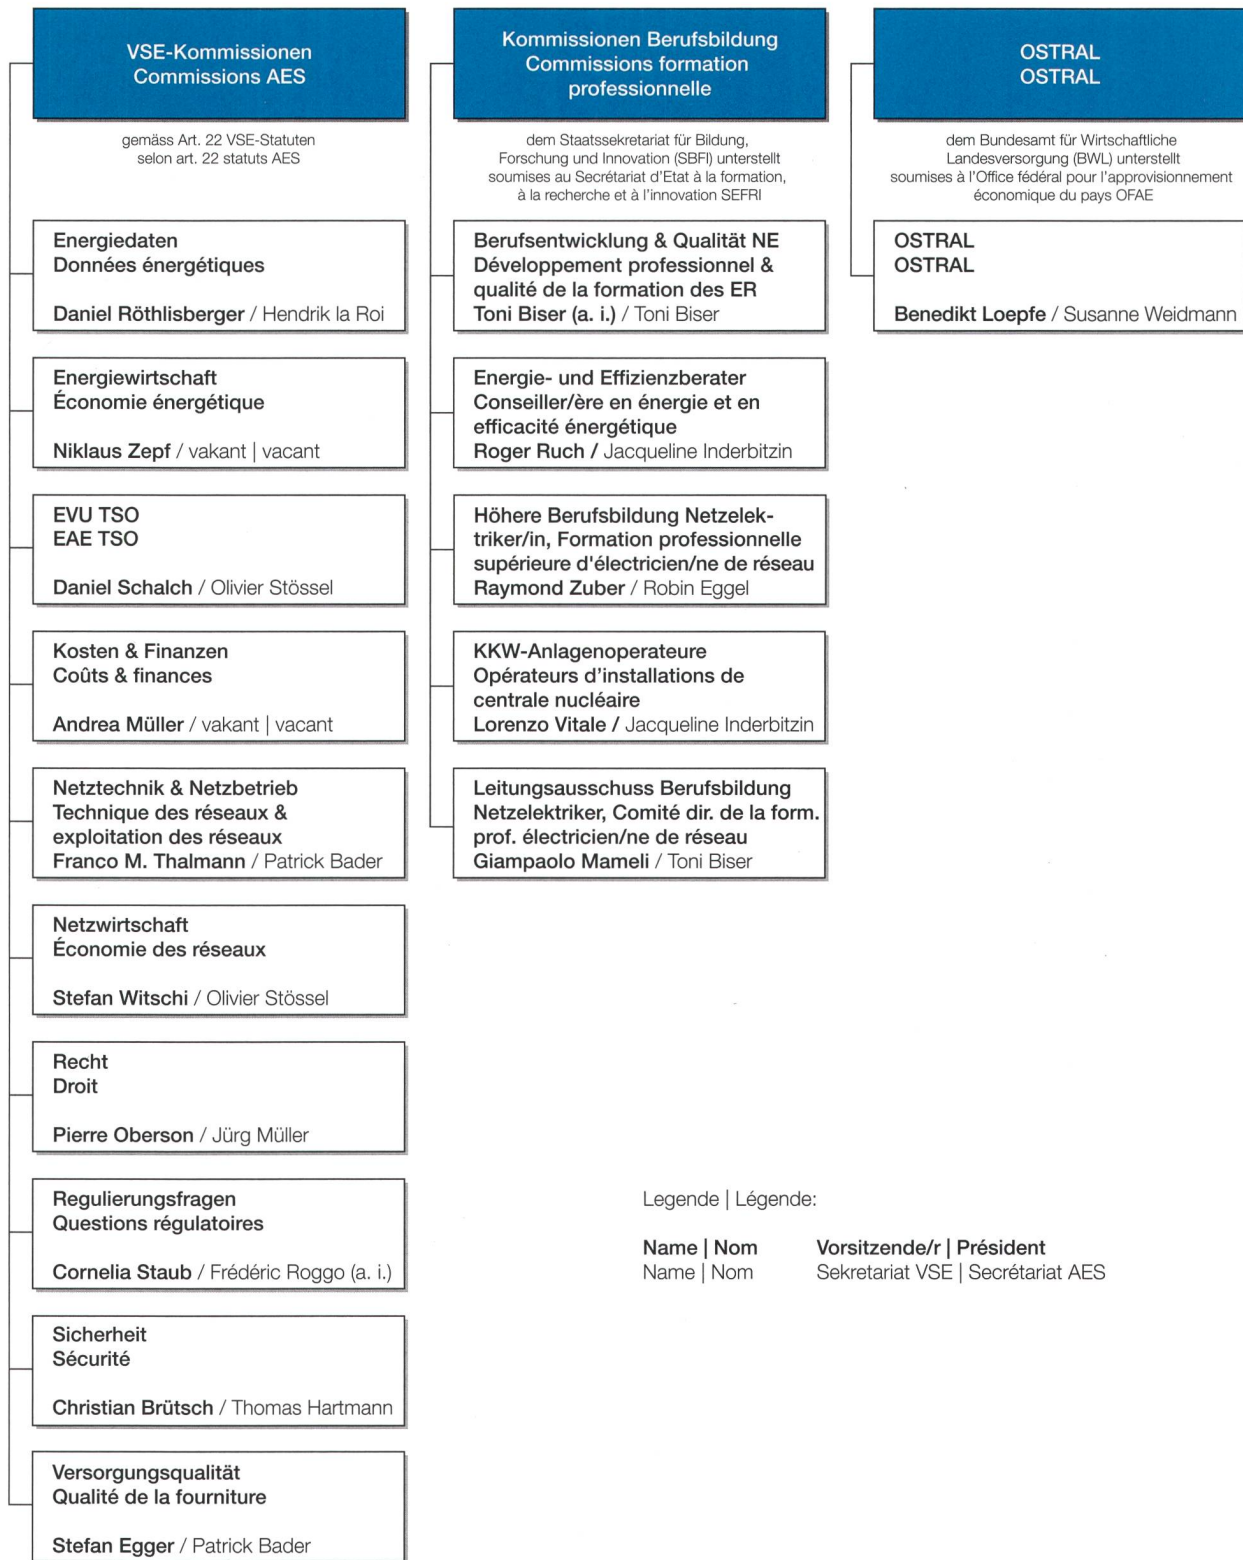 VSE-Kommissionen
Commissions AES
gemäss Art. 22 VSE-Statuten
selon art. 22 statuts AES
Energiedaten
Données énergétiques
Daniel Röthlisberger / Hendrik la Roi
Energiewirtschaft
Économie énergétique
Niklaus Zepf / vakant | vacant
EVU TSO
EAE TSO
Daniel Schalch / Olivier Stössel
Kosten & Finanzen
Coûts & finances
Andrea Müller / vakant | vacant
Netztechnik & Netzbetrieb
Technique des réseaux &
exploitation des réseaux
Franco M. Thalmann / Patrick Bader
Netzwirtschaft
Économie des réseaux
Stefan Witschi / Olivier Stössel
Recht
Droit
Pierre Oberson / Jürg Müller
Regulierungsfragen
Questions régulatoires
Cornelia Staub / Frédéric Roggo (a. i.)
Sicherheit
Sécurité
Christian Brütsch / Thomas Hartmann
Versorgungsqualität
Qualité de la fourniture
Stefan Egger / Patrick Bader
Kommissionen Berufsbildung
Commissions formation
professionnelle
dem Staatssekretariat für Bildung,
Forschung und Innovation (SBFI) unterstellt
soumises au Secrétariat d'Etat à la formation,
à la recherche et à l'innovation SEFRI
Berufsentwicklung & Qualität NE
Développement professionnel &
qualité de la formation des ER
Toni Biser (a. i.) / Toni Biser
Energie- und Effizienzberater
Conseiller/ère en énergie et en
efficacité énergétique
Roger Ruch / Jacqueline Inderbitzin
Höhere Berufsbildung Netzelek-
triker/in, Formation professionnelle
supérieure d'électricien/ne de réseau
Raymond Zuber / Robin Eggel
KKW-Anlagenoperateure
Opérateurs d'installations de
centrale nucléaire
Lorenzo Vitale / Jacqueline Inderbitzin
Leitungsausschuss Berufsbildung
Netzelektriker, Comité dir. de la form.
prof. électricien/ne de réseau
Giampaolo Mameli / Toni Biser
OSTRAL
OSTRAL
dem Bundesamt für Wirtschaftliche
Landesversorgung (BWL) unterstellt
soumises à l'Office fédéral pour l'approvisionnement
économique du pays OFAE
OSTRAL
OSTRAL
Benedikt Loepfe / Susanne Weidmann
Legende | Légende:
Name | Nom Vorsitzende/r | Président
Name | Nom Sekretariat VSE | Secrétariat AES